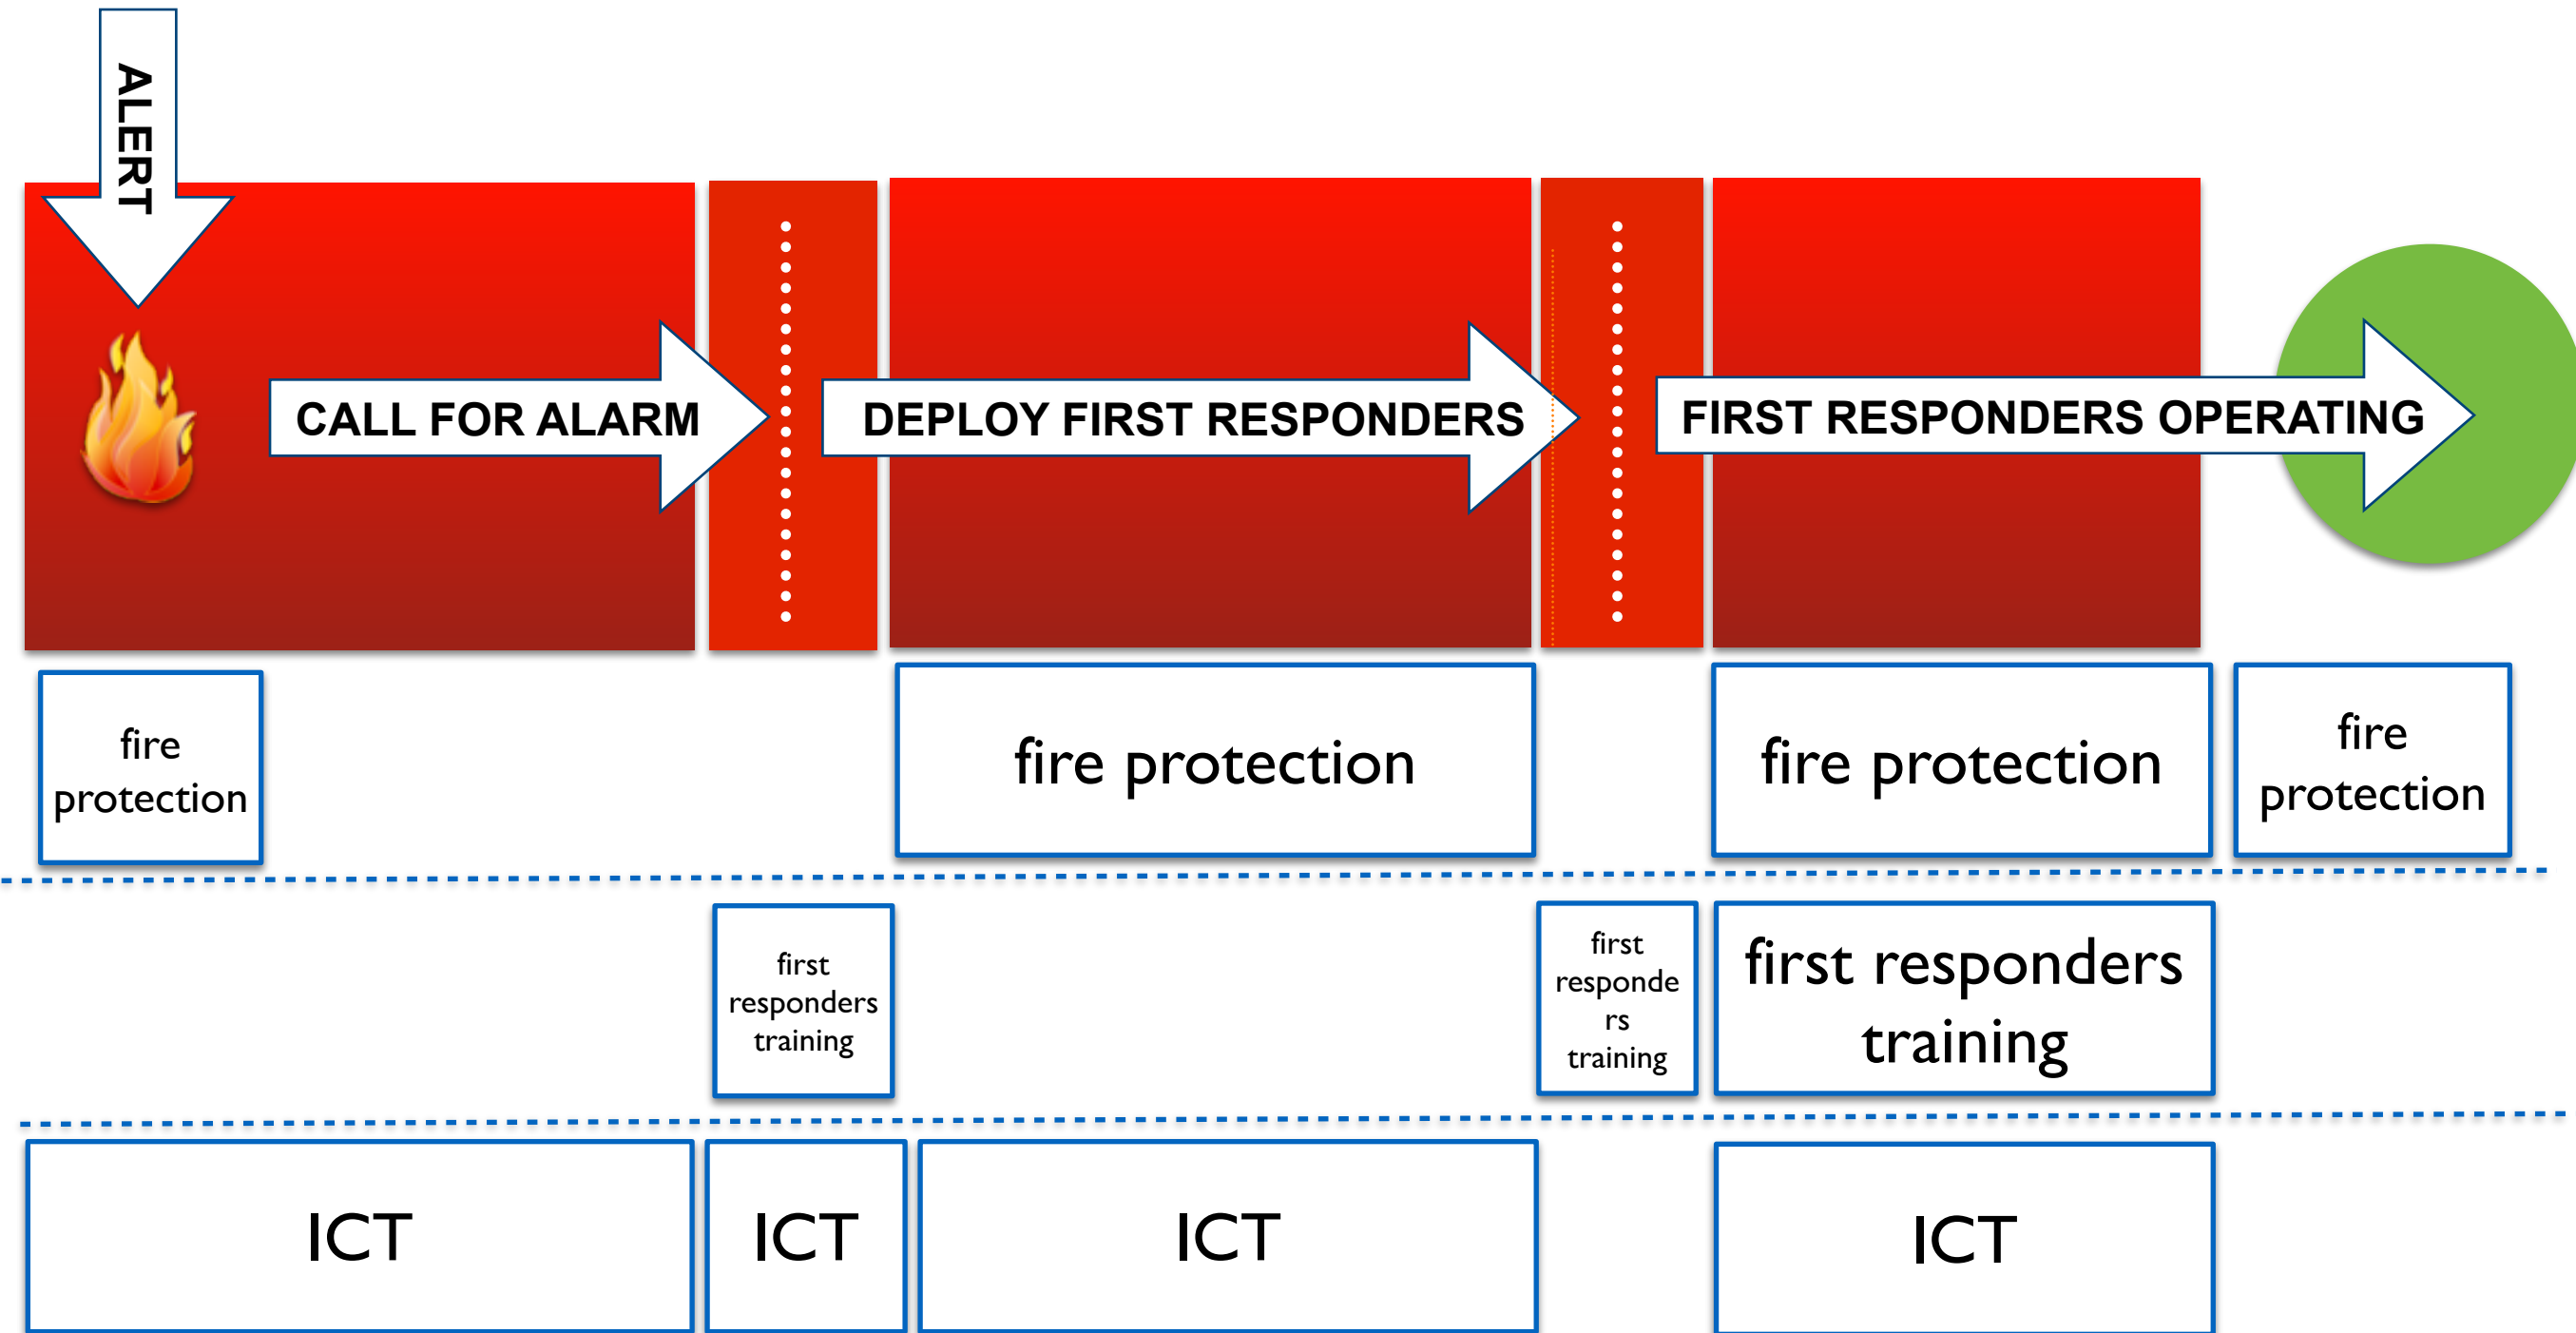 ALERT
CALL FOR ALARM
DEPLOY FIRST RESPONDERS
FIRST RESPONDERS OPERATING
fire
protection
fire protection
fire protection
fire
protection
first
responders
training
first
responde
rs
training
first responders
training
ICT
ICT
ICT
ICT